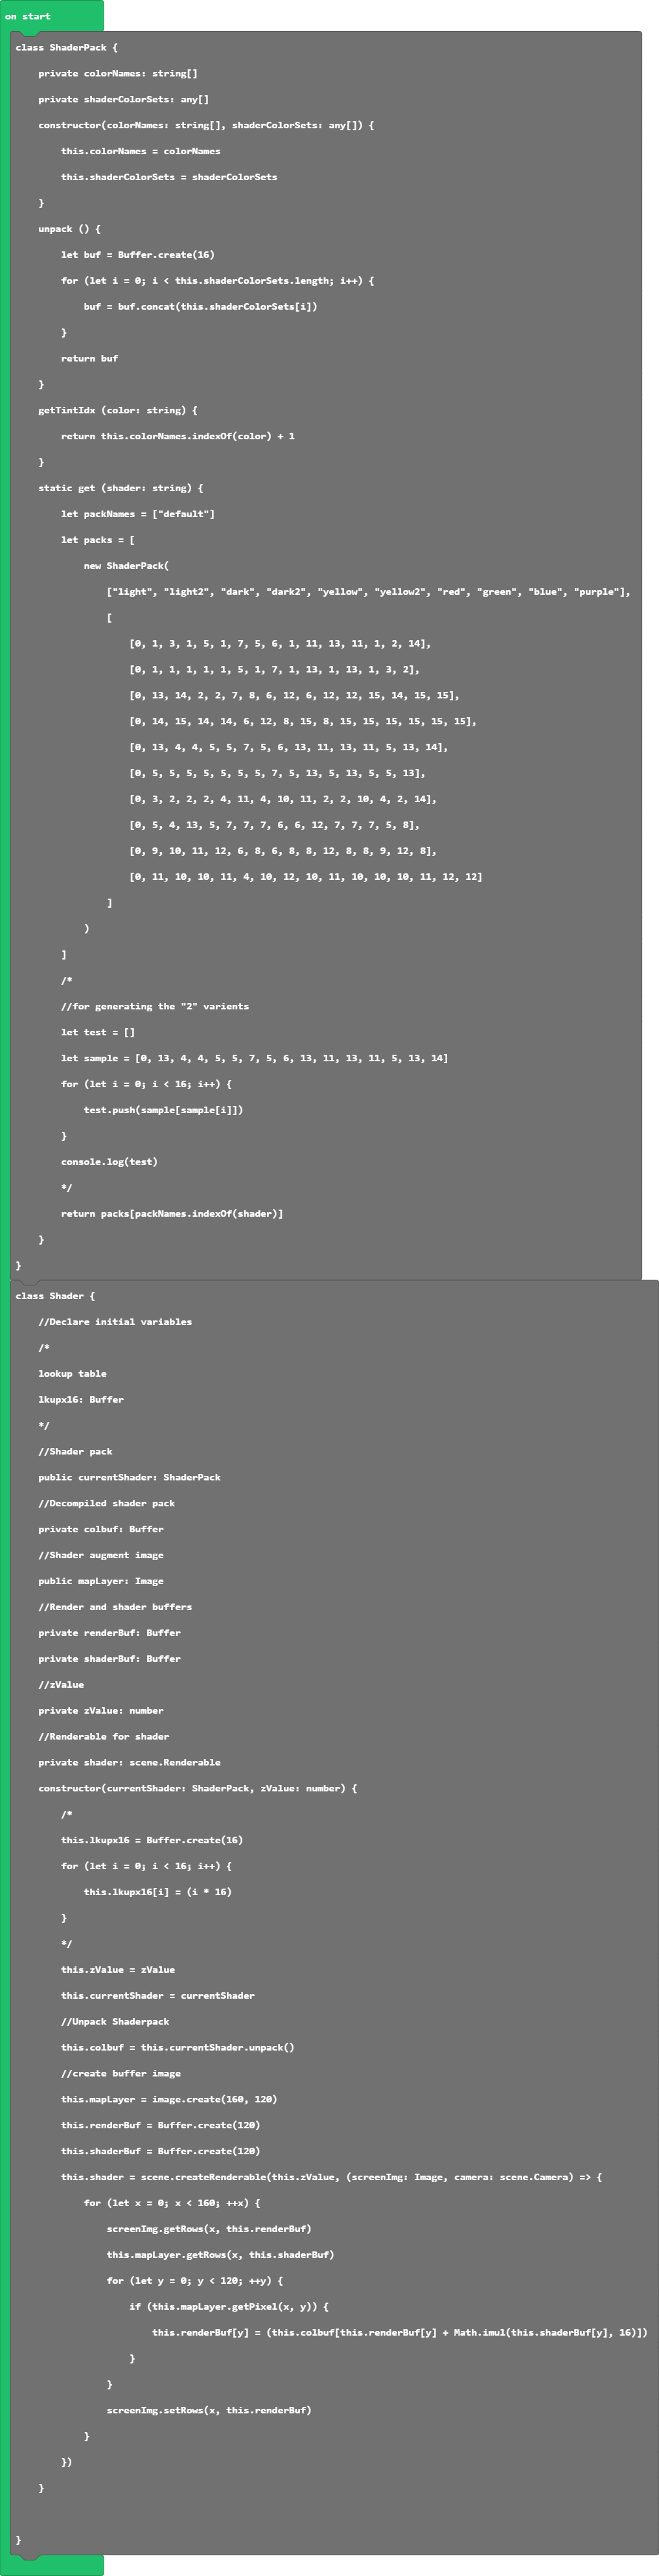 on start
class ShaderPack {
private colorNames: string[]
private shaderColorSets: any[]
constructor(colorNames: string[], shaderColorSets: any[]) {
this.colorNames = colorNames
this.shaderColorSets = shaderColorSets
}
unpack () {
let buf = Buffer.create(16)
for (let i = 0; i < this.shaderColorSets.length; i++) {
buf = buf.concat(this.shaderColorSets[i])
}
return buf
}
getTintIdx (color: string) {
return this.colorNames.indexOf(color) + 1
}
static get (shader: string) {
let packNames = ["default"]
let packs = [
new ShaderPack(
["light", "light2", "dark", "dark2", "yellow", "yellow2", "red", "green", "blue", "purple"],
[
[0, 1, 3, 1, 5, 1, 7, 5, 6, 1, 11, 13, 11, 1, 2, 14],
[0, 1, 1, 1, 1, 1, 5, 1, 7, 1, 13, 1, 13, 1, 3, 2],
[0, 13, 14, 2, 2, 7, 8, 6, 12, 6, 12, 12, 15, 14, 15, 15],
[0, 14, 15, 14, 14, 6, 12, 8, 15, 8, 15, 15, 15, 15, 15, 15],
[0, 13, 4, 4, 5, 5, 7, 5, 6, 13, 11, 13, 11, 5, 13, 14],
[0, 5, 5, 5, 5, 5, 5, 5, 7, 5, 13, 5, 13, 5, 5, 13],
[0, 3, 2, 2, 2, 4, 11, 4, 10, 11, 2, 2, 10, 4, 2, 14],
[0, 5, 4, 13, 5, 7, 7, 7, 6, 6, 12, 7, 7, 7, 5, 8],
[0, 9, 10, 11, 12, 6, 8, 6, 8, 8, 12, 8, 8, 9, 12, 8],
[0, 11, 10, 10, 11, 4, 10, 12, 10, 11, 10, 10, 10, 11, 12, 12]
]
)
]
/*
//for generating the "2" varients
let test = []
let sample = [0, 13, 4, 4, 5, 5, 7, 5, 6, 13, 11, 13, 11, 5, 13, 14]
for (let i = 0; i < 16; i++) {
test.push(sample[sample[i]])
}
console.log(test)
*/
return packs[packNames.indexOf(shader)]
}
}
class Shader {
//Declare initial variables
/*
lookup table
lkupx16: Buffer
*/
//Shader pack
public currentShader: ShaderPack
//Decompiled shader pack
private colbuf: Buffer
//Shader augment image
public mapLayer: Image
//Render and shader buffers
private renderBuf: Buffer
private shaderBuf: Buffer
//zValue
private zValue: number
//Renderable for shader
private shader: scene.Renderable
constructor(currentShader: ShaderPack, zValue: number) {
/*
this.lkupx16 = Buffer.create(16)
for (let i = 0; i < 16; i++) {
this.lkupx16[i] = (i * 16)
}
*/
this.zValue = zValue
this.currentShader = currentShader
//Unpack Shaderpack
this.colbuf = this.currentShader.unpack()
//create buffer image
this.mapLayer = image.create(160, 120)
this.renderBuf = Buffer.create(120)
this.shaderBuf = Buffer.create(120)
this.shader = scene.createRenderable(this.zValue, (screenImg: Image, camera: scene.Camera) => {
for (let x = 0; x < 160; ++x) {
screenImg.getRows(x, this.renderBuf)
this.mapLayer.getRows(x, this.shaderBuf)
for (let y = 0; y < 120; ++y) {
if (this.mapLayer.getPixel(x, y)) {
this.renderBuf[y] = (this.colbuf[this.renderBuf[y] + Math.imul(this.shaderBuf[y], 16)])
}
}
screenImg.setRows(x, this.renderBuf)
}
})
}
}